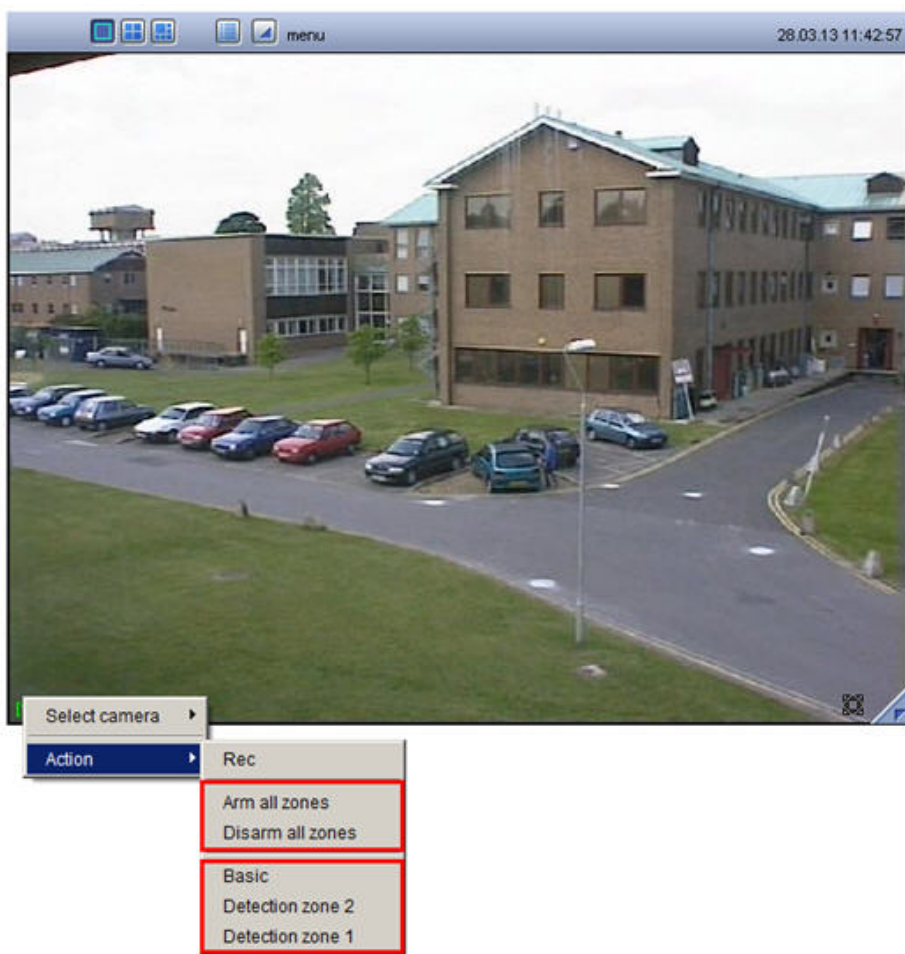 menu
28.03.13 11:42:57
Select camera
Action
Rec
Arm all zones
Disarm all zones
Basic
Detection zone 2
Detection zone 1